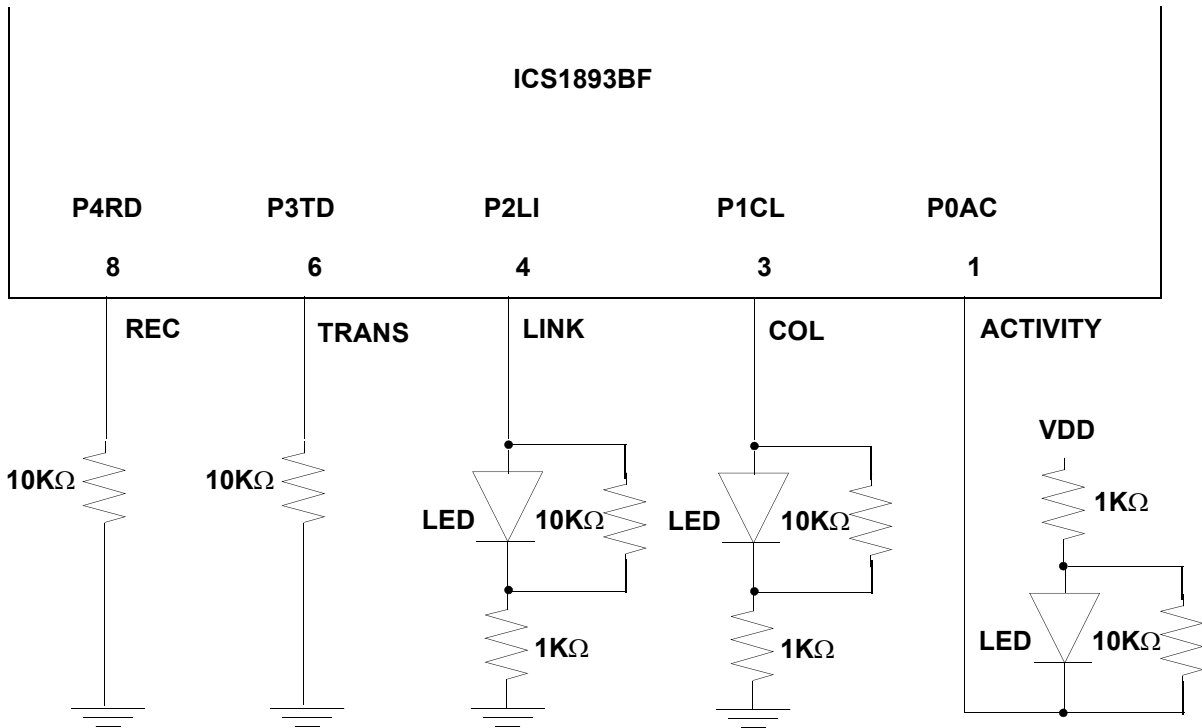 ICS1893BF
P4RD P3TD P2LI P1CL P0AC
8 6 4 3 1
REC TRANS LINK COL ACTIVITY
VDD
10KΩ 10KΩ 1KΩ
LED 10KΩ LED 10KΩ
1KΩ 1KΩ LED 10KΩ